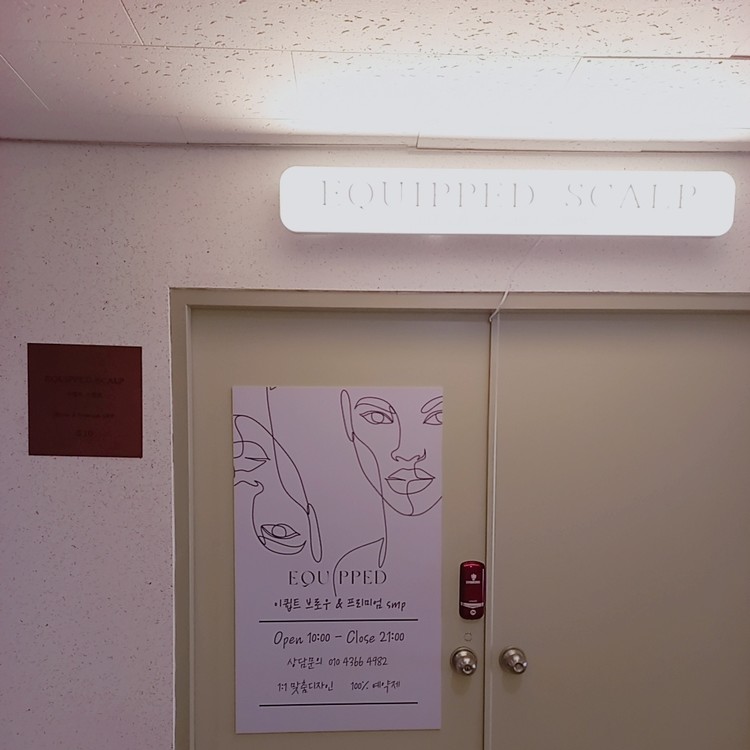 EQUIPPED SCALP
EQUIPPED SCALP
EQUIPPED
이큅트 브로우 & 프리미엄 smp
Open 10:00 - Close 21:00
상담문의 010 4366 4982
1:1 맞춤디자인 100% 예약제